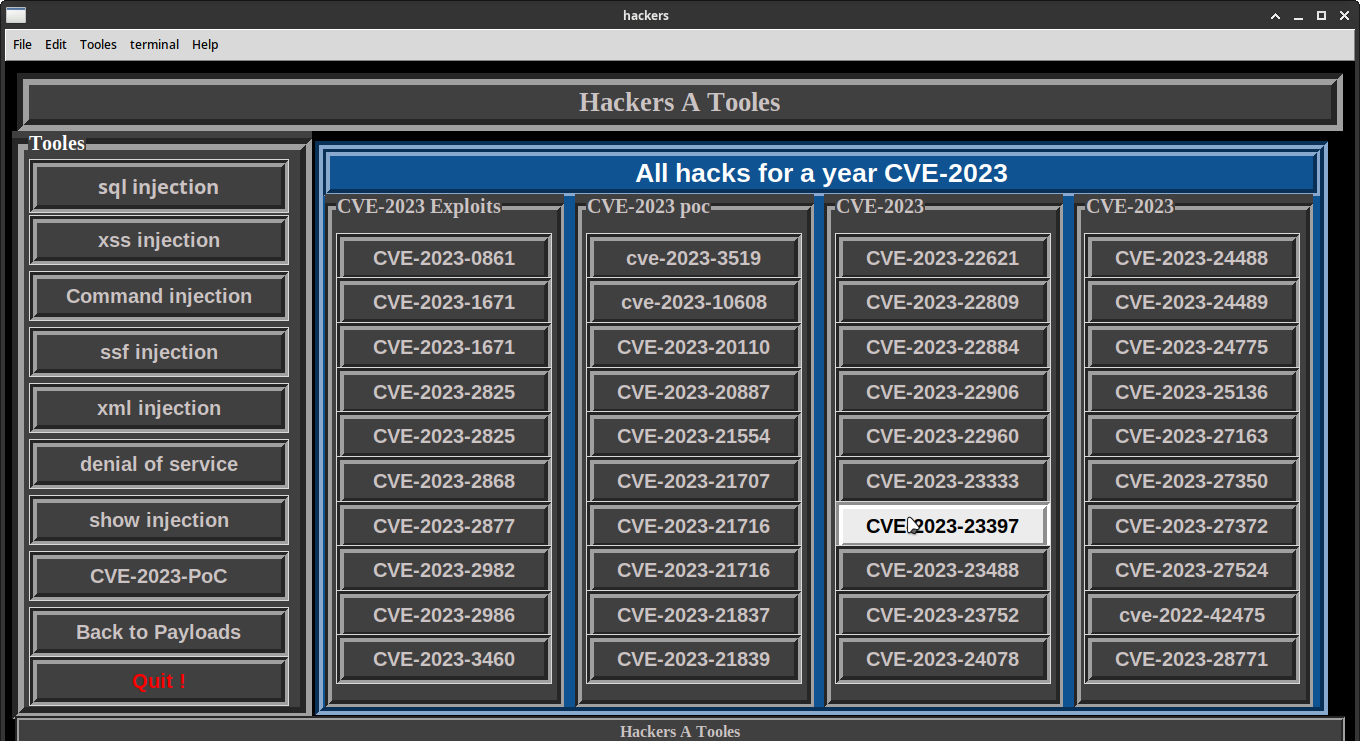 hackers
File Edit Tooles terminal Help
Hackers A Tooles
Tooles
sql injection
xss injection
Command injection
ssf injection
xml injection
denial of service
show injection
CVE-2023-PoC
Back to Payloads
Quit !
All hacks for a year CVE-2023
CVE-2023 Exploits
CVE-2023-0861
CVE-2023-1671
CVE-2023-1671
CVE-2023-2825
CVE-2023-2825
CVE-2023-2868
CVE-2023-2877
CVE-2023-2982
CVE-2023-2986
CVE-2023-3460
CVE-2023 poc
cve-2023-3519
cve-2023-10608
CVE-2023-20110
CVE-2023-20887
CVE-2023-21554
CVE-2023-21707
CVE-2023-21716
CVE-2023-21716
CVE-2023-21837
CVE-2023-21839
CVE-2023
CVE-2023-22621
CVE-2023-22809
CVE-2023-22884
CVE-2023-22906
CVE-2023-22960
CVE-2023-23333
CVE-2023-23397
CVE-2023-23488
CVE-2023-23752
CVE-2023-24078
CVE-2023
CVE-2023-24488
CVE-2023-24489
CVE-2023-24775
CVE-2023-25136
CVE-2023-27163
CVE-2023-27350
CVE-2023-27372
CVE-2023-27524
cve-2022-42475
CVE-2023-28771
Hackers A Tooles